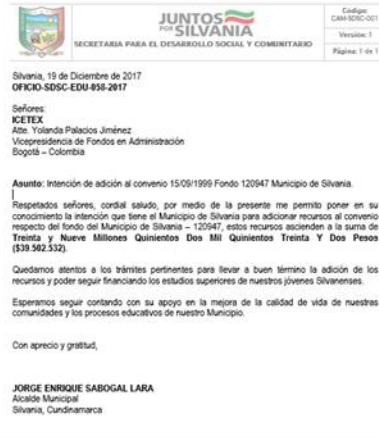 JUNTOS
POR SILVANIA
SECRETARIA PARA EL DESARROLLO SOCIAL Y COMUNITARIO
Código:
CAM-SDSC-001
Versión: 1
Página: 1 de 1
Silvania, 19 de Diciembre de 2017
OFICIO-SDSC-EDU-058-2017
Señores:
ICETEX
Atte. Yolanda Palacios Jiménez
Vicepresidencia de Fondos en Administración
Bogotá – Colombia
Asunto: Intención de adición al convenio 15/09/1999 Fondo 120947 Municipio de Silvania.
Respetados señores, cordial saludo, por medio de la presente me permito poner en su
conocimiento la intención que tiene el Municipio de Silvania para adicionar recursos al convenio
respecto del fondo del Municipio de Silvania – 120947, estos recursos ascienden a la suma de
Treinta y Nueve Millones Quinientos Dos Mil Quinientos Treinta Y Dos Pesos
($39.502.532).
Quedamos atentos a los trámites pertinentes para llevar a buen término la adición de los
recursos y poder seguir financiando los estudios superiores de nuestros jóvenes Silvanenses.
Esperamos seguir contando con su apoyo en la mejora de la calidad de vida de nuestras
comunidades y los procesos educativos de nuestro Municipio.
Con aprecio y gratitud,
JORGE ENRIQUE SABOGAL LARA
Alcalde Municipal
Silvania, Cundinamarca